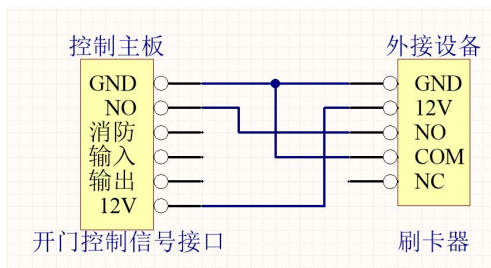 控制主板
GND
NO
消防
输入
输出
12V
开门控制信号接口
外接设备
GND
12V
NO
COM
NC
刷卡器